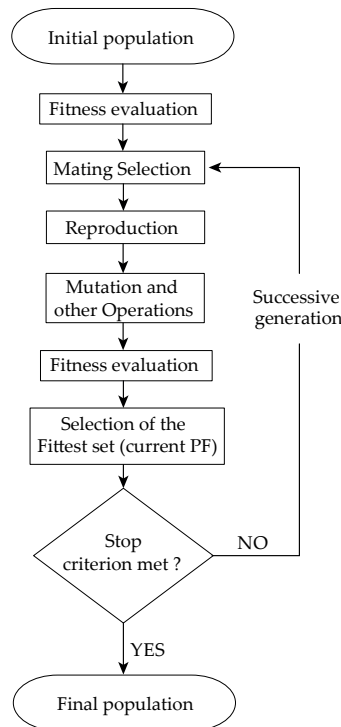 Initial population
Fitness evaluation
Mating Selection
Reproduction
Mutation and
other Operations
Fitness evaluation
Selection of the
Fittest set (current PF)
Stop
criterion met ?
NO
Successive
generation
YES
Final population